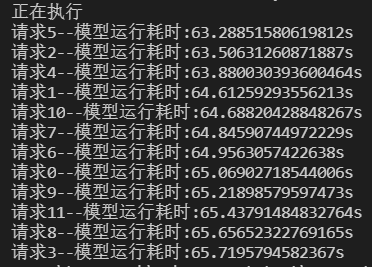 正在执行
请求5--模型运行耗时:63.28851580619812s
请求2--模型运行耗时:63.50631260871887s
请求4--模型运行耗时:63.880030393600464s
请求1--模型运行耗时:64.61259293556213s
请求10--模型运行耗时:64.68820428848267s
请求7--模型运行耗时:64.84590744972229s
请求6--模型运行耗时:64.9563057422638s
请求0--模型运行耗时:65.06902718544006s
请求9--模型运行耗时:65.21898579597473s
请求11--模型运行耗时:65.43791484832764s
请求8--模型运行耗时:65.65652322769165s
请求3--模型运行耗时:65.7195794582367s